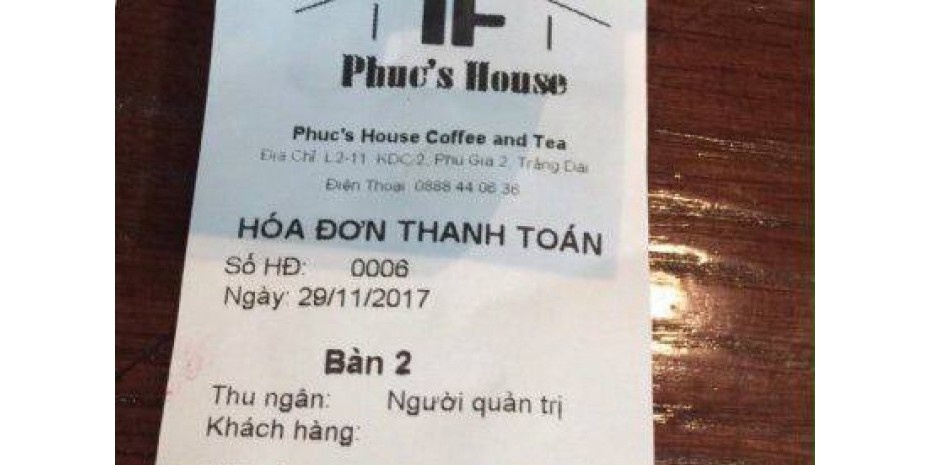 Phuc's House
Phuc's House Coffee and Tea
Địa Chỉ: L2-11 KDC 2, Phu Gia 2, Trảng Dài
Điện Thoại: 0888 44 06 36
HÓA ĐƠN THANH TOÁN
Số HĐ: 0006
Ngày: 29/11/2017
Bàn 2
Thu ngân: Người quản trị
Khách hàng: